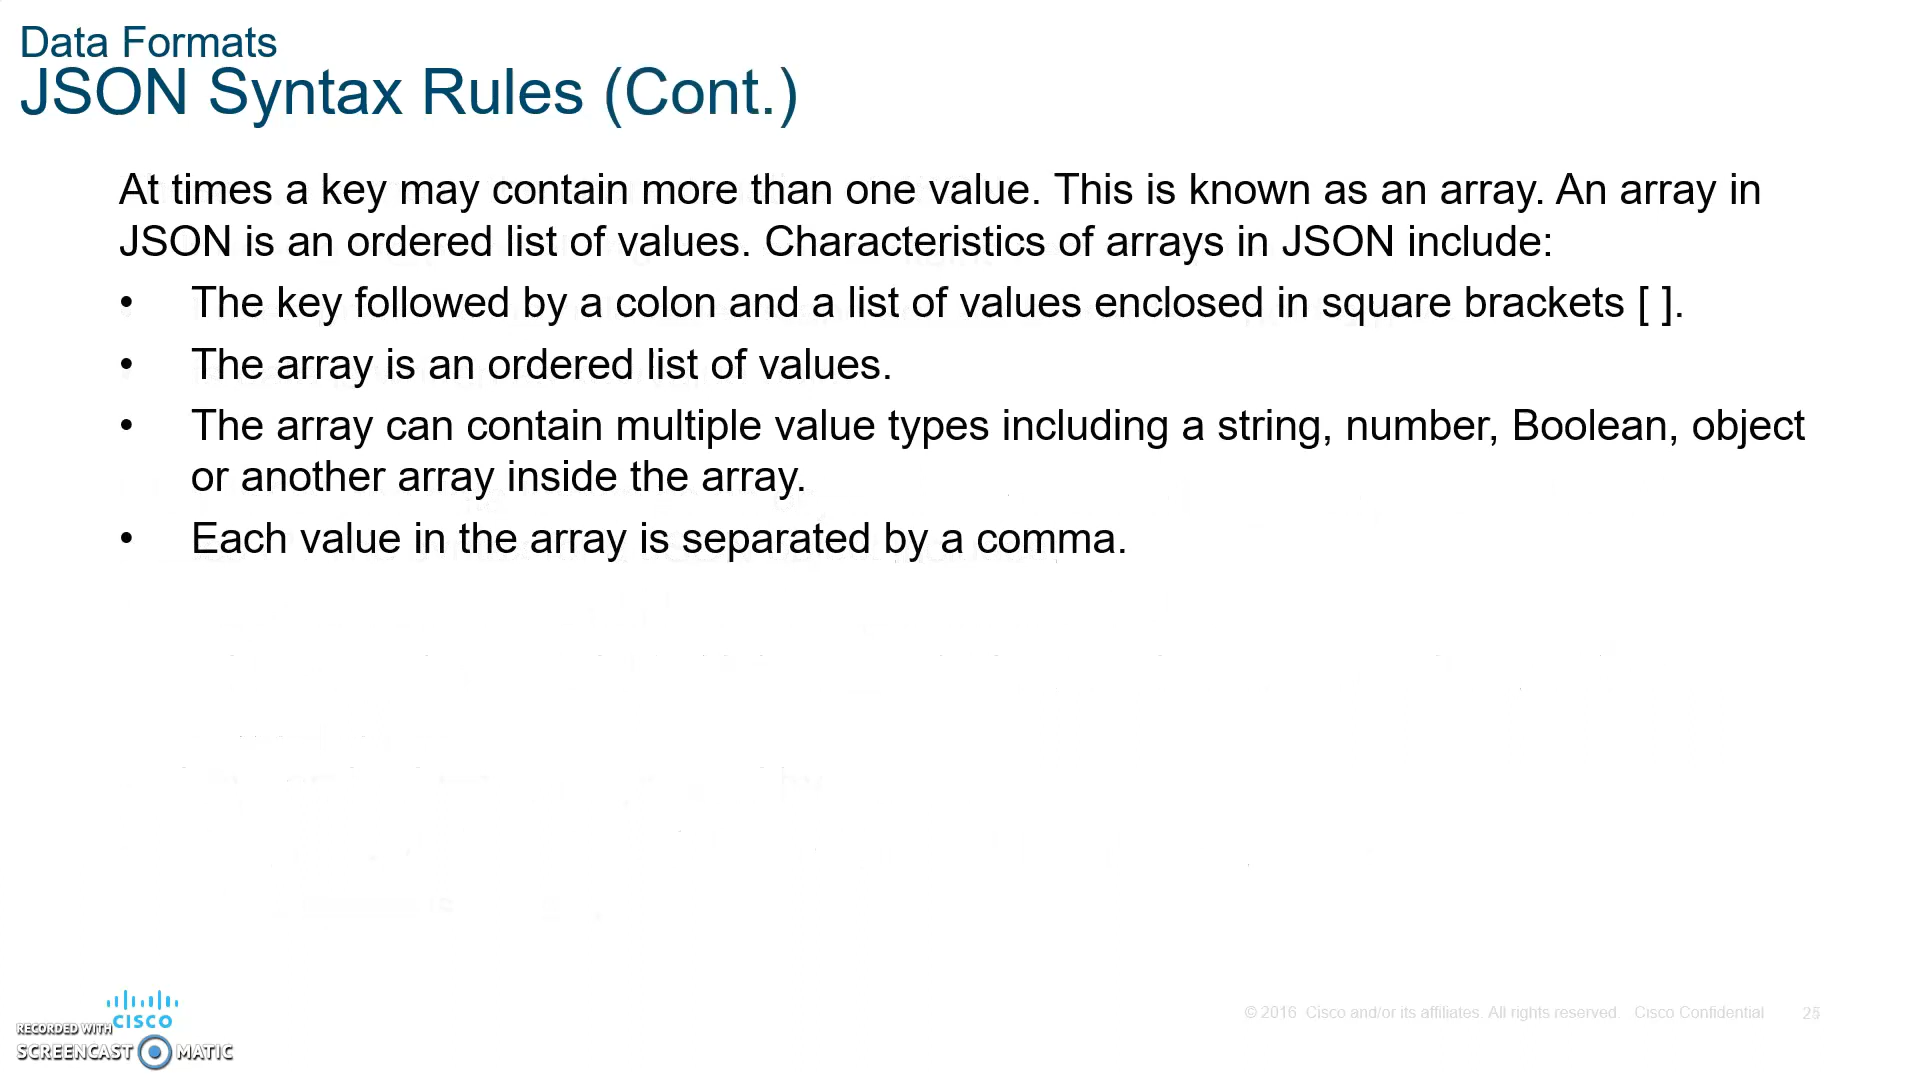 Data Formats
JSON Syntax Rules (Cont.)
At times a key may contain more than one value. This is known as an array. An array in
JSON is an ordered list of values. Characteristics of arrays in JSON include:
• The key followed by a colon and a list of values enclosed in square brackets [ ].
• The array is an ordered list of values.
• The array can contain multiple value types including a string, number, Boolean, object
or another array inside the array.
• Each value in the array is separated by a comma.
CISCO
RECORDED WITH
SCREENCAST MATIC
© 2016 Cisco and/or its affiliates. All rights reserved. Cisco Confidential 25